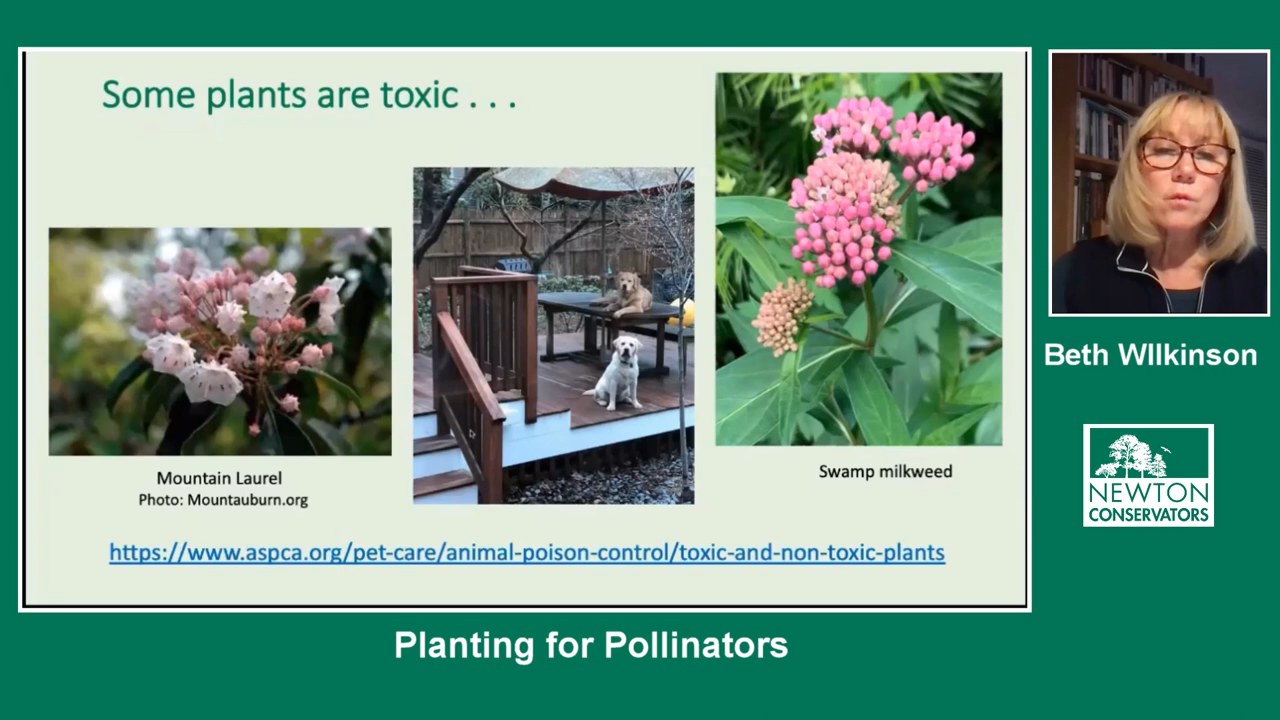 Some plants are toxic . . .
Mountain Laurel
Photo: Mountauburn.org
Swamp milkweed
https://www.aspca.org/pet-care/animal-poison-control/toxic-and-non-toxic-plants
Beth WIlkinson
NEWTON
CONSERVATORS
Planting for Pollinators